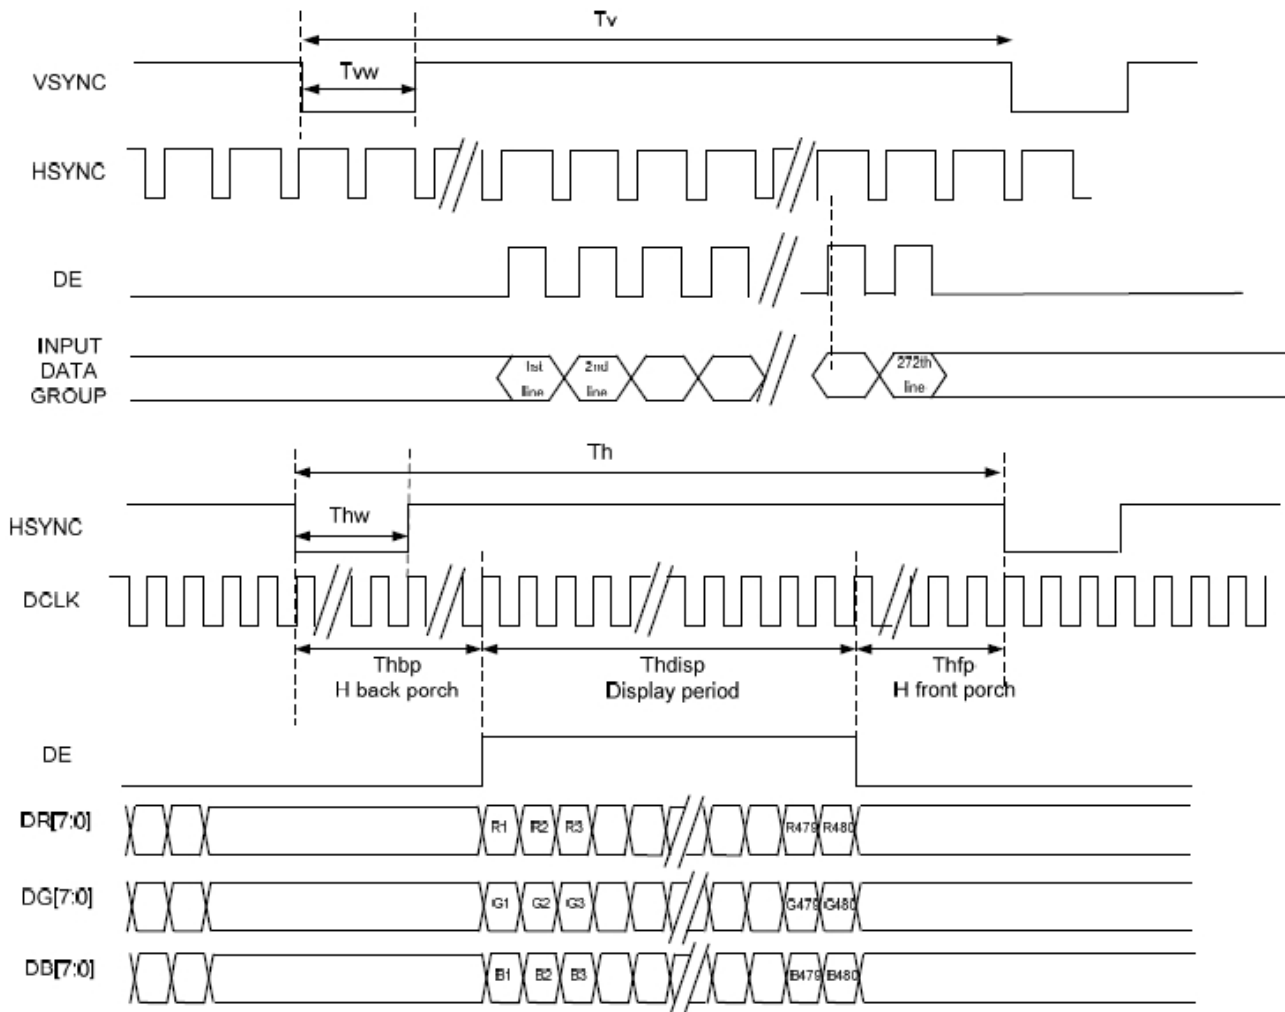 Tv
VSYNC
Tvw
HSYNC
DE
INPUT
DATA
GROUP
1st
line
2nd
line
272th
line
Th
HSYNC
Thw
DCLK
Thbp
H back porch
Thdisp
Display period
Thfp
H front porch
DE
DR[7:0]
R1 R2 R3 R479 R480
DG[7:0]
G1 G2 G3 G479 G480
DB[7:0]
B1 B2 B3 B479 B480